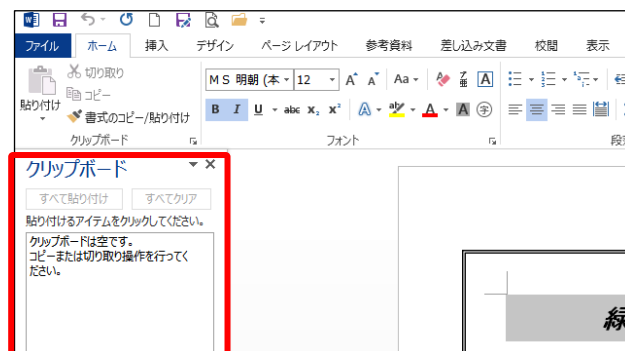 ファイル ホーム 挿入 デザイン ページ レイアウト 参考資料 差し込み文書 校閲 表示
切り取り
コピー
書式のコピー/貼り付け
貼り付け
クリップボード
MS 明朝 (本 12 A A Aa A
B I U abc X₂ X² A aby A A 字
フォント
段
クリップボード
すべて貼り付け すべてクリア
貼り付けるアイテムをクリックしてください。
クリップボードは空です。
コピーまたは切り取り操作を行ってく
ださい。